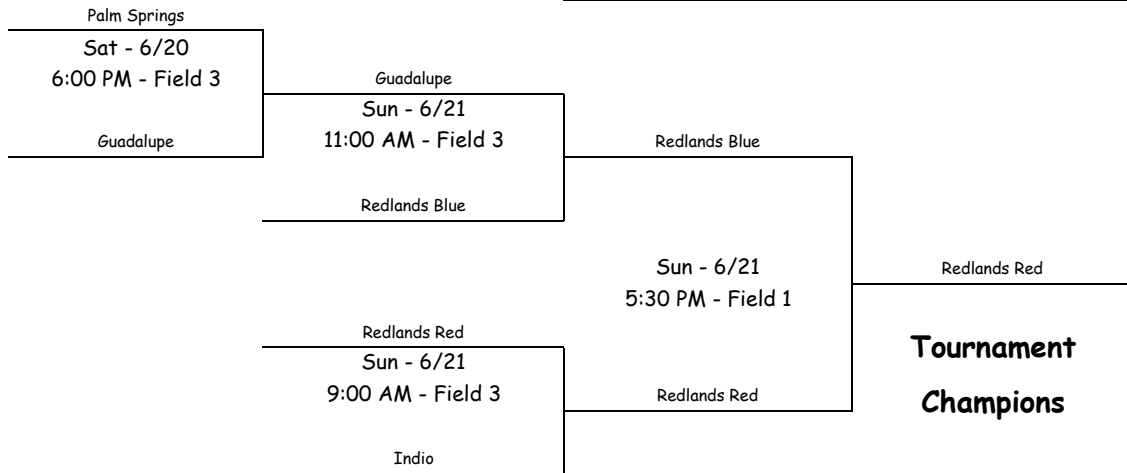 Palm Springs
Sat - 6/20
6:00 PM - Field 3
Guadalupe
Guadalupe
Sun - 6/21
11:00 AM - Field 3
Redlands Blue
Redlands Blue
Sun - 6/21
5:30 PM - Field 1
Redlands Red
Redlands Red
Sun - 6/21
9:00 AM - Field 3
Indio
Redlands Red
Tournament
Champions